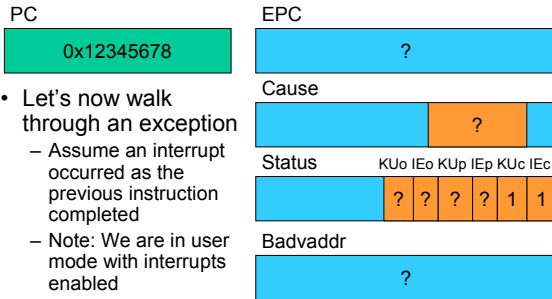 PC
0x12345678
• Let's now walk
through an exception
– Assume an interrupt
occurred as the
previous instruction
completed
– Note: We are in user
mode with interrupts
enabled
EPC
?
Cause
?
Status KUo IEo KUp IEp KUc IEc
? ? ? ? 1 1
Badvaddr
?